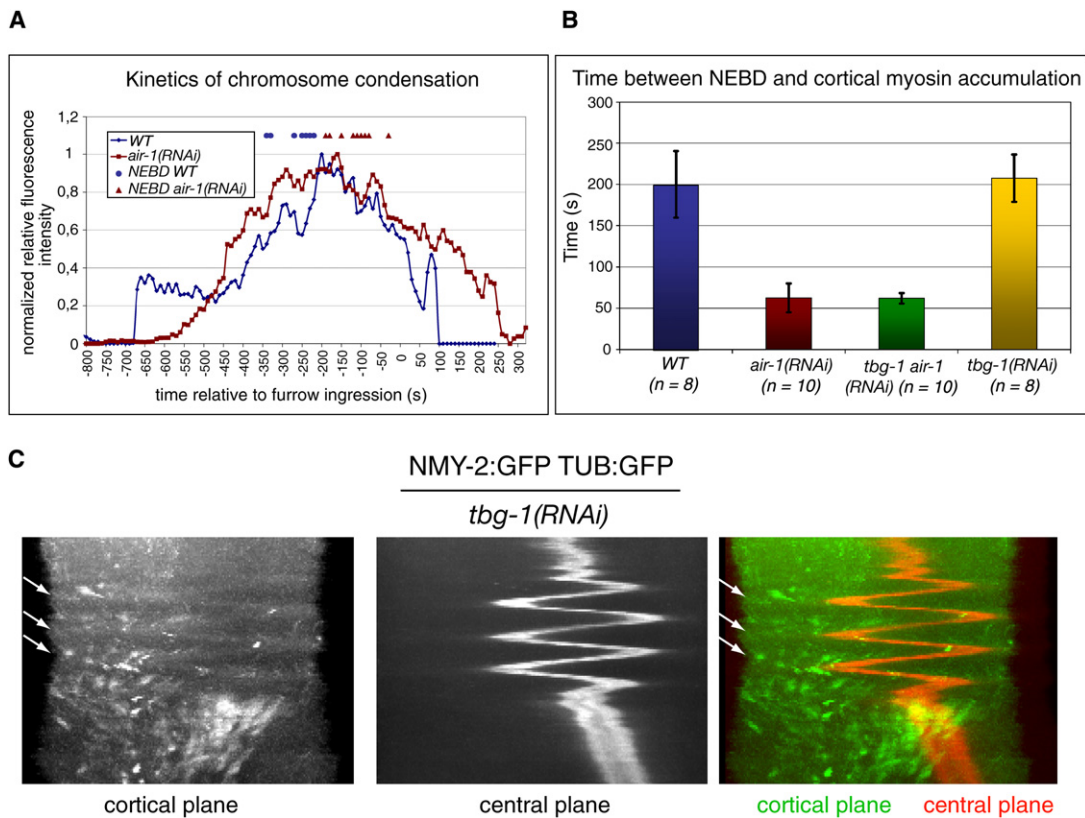 A
Kinetics of chromosome condensation
normalized relative fluorescence
intensity
1,2
1
0,8
0,6
0,4
0,2
0
WT
air-1(RNAi)
NEBD WT
NEBD air-1(RNAi)
-800 -750 -700 -650 -600 -550 -500 -450 -400 -350 -300 -250 -200 -150 -100 -50 0 50 100 150 200 250 300
time relative to furrow ingression (s)
B
Time between NEBD and cortical myosin accumulation
Time (s)
300
250
200
150
100
50
0
WT
(n = 8)
air-1(RNAi)
(n = 10)
tbg-1 air-1
(RNAi) (n = 10)
tbg-1(RNAi)
(n = 8)
C
NMY-2:GFP TUB:GFP
tbg-1(RNAi)
cortical plane
central plane
cortical plane central plane